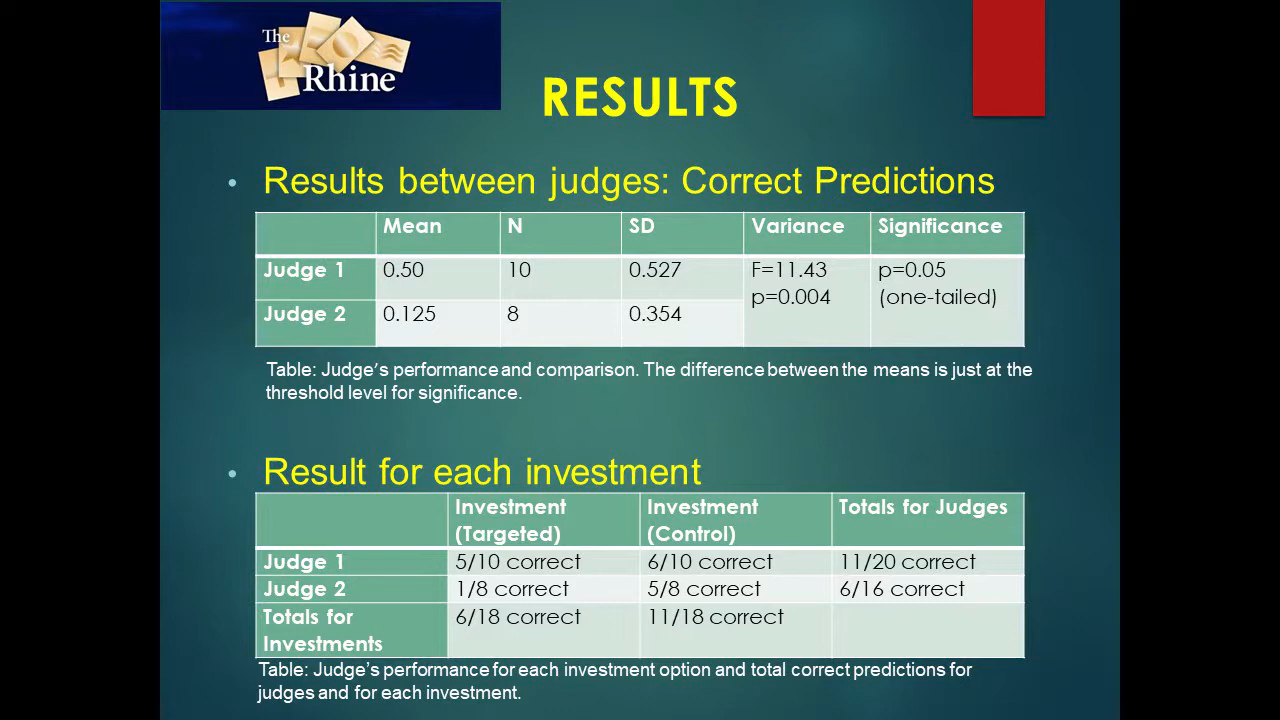 The
Rhine
RESULTS
• Results between judges: Correct Predictions
Mean N SD Variance Significance
Judge 1 0.50 10 0.527 F=11.43 p=0.05
p=0.004 (one-tailed)
Judge 2 0.125 8 0.354
Table: Judge's performance and comparison. The difference between the means is just at the
threshold level for significance.
• Result for each investment
Investment (Targeted) Investment (Control) Totals for Judges
Judge 1 5/10 correct 6/10 correct 11/20 correct
Judge 2 1/8 correct 5/8 correct 6/16 correct
Totals for Investments 6/18 correct 11/18 correct
Table: Judge's performance for each investment option and total correct predictions for
judges and for each investment.